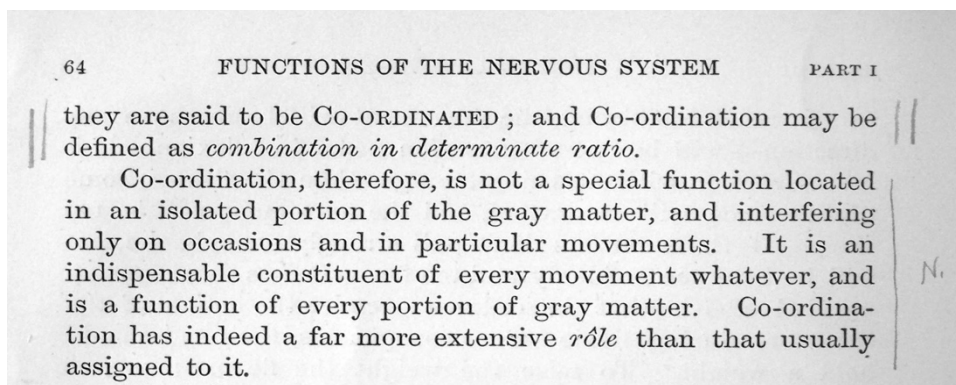 64 FUNCTIONS OF THE NERVOUS SYSTEM PART I
they are said to be CO-ORDINATED ; and Co-ordination may be
defined as combination in determinate ratio.
Co-ordination, therefore, is not a special function located
in an isolated portion of the gray matter, and interfering
only on occasions and in particular movements. It is an
indispensable constituent of every movement whatever, and
is a function of every portion of gray matter. Co-ordina-
tion has indeed a far more extensive rôle than that usually
assigned to it.
N.